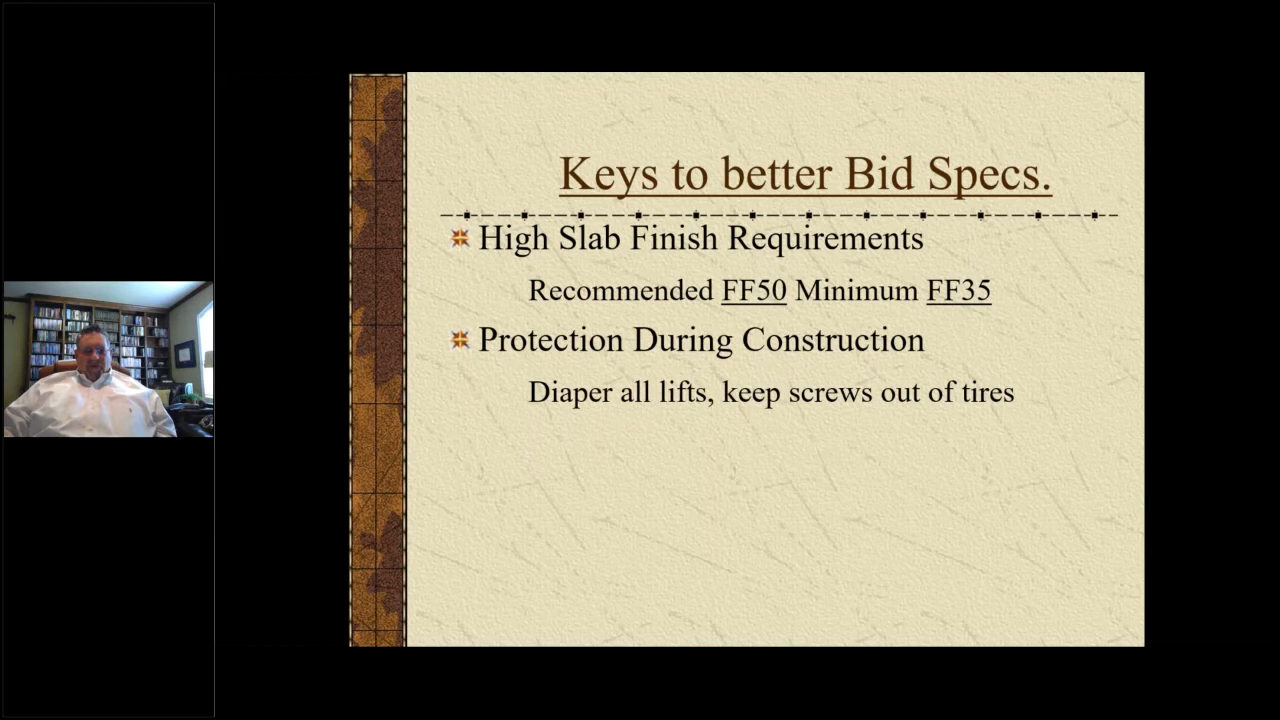 Keys to better Bid Specs.
High Slab Finish Requirements
Recommended FF50 Minimum FF35
Protection During Construction
Diaper all lifts, keep screws out of tires